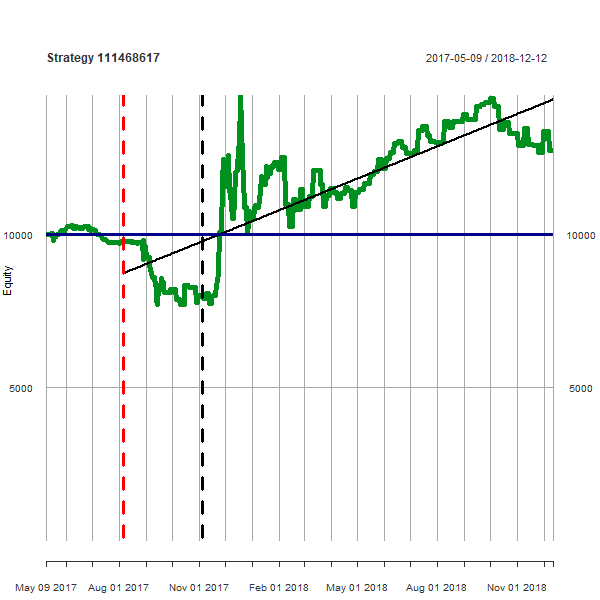 Strategy 111468617
2017-05-09 / 2018-12-12
10000 10000
Equity
5000 5000
May 09 2017 Aug 01 2017 Nov 01 2017 Feb 01 2018 May 01 2018 Aug 01 2018 Nov 01 2018